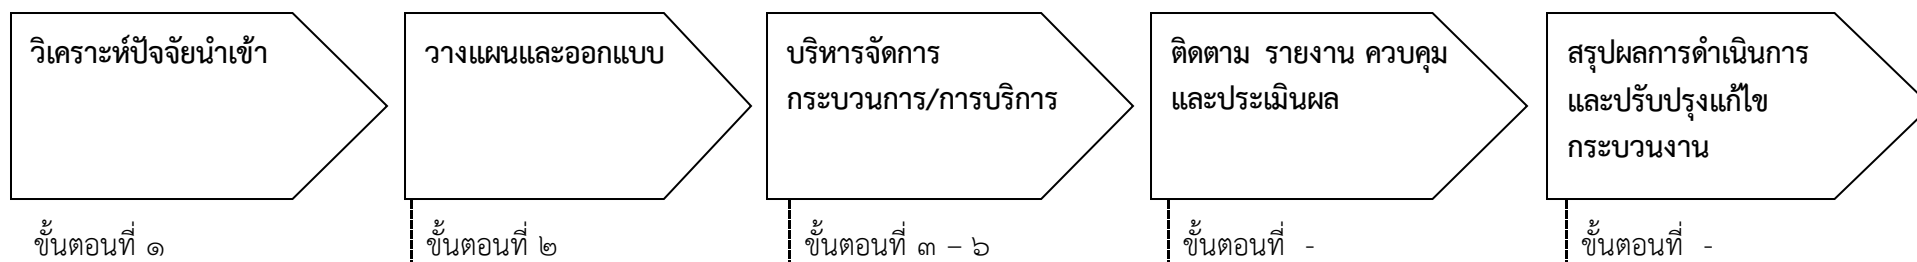 วิเคราะห์ปัจจัยนำเข้า
วางแผนและออกแบบ
บริหารจัดการ
กระบวนการ/การบริการ
ติดตาม รายงาน ควบคุม
และประเมินผล
สรุปผลการดำเนินการ
และปรับปรุงแก้ไข
กระบวนงาน
ขั้นตอนที่ ๑
ขั้นตอนที่ ๒
ขั้นตอนที่ ๓ – ๖
ขั้นตอนที่ -
ขั้นตอนที่ -